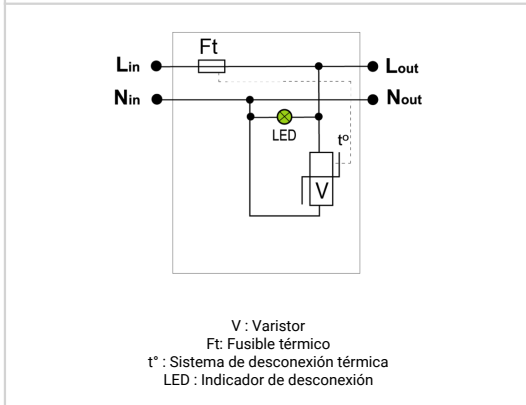 Ft
Lin
Lout
Nin
Nout
LED
t°
V
V : Varistor
Ft: Fusible térmico
t° : Sistema de desconexión térmica
LED : Indicador de desconexión